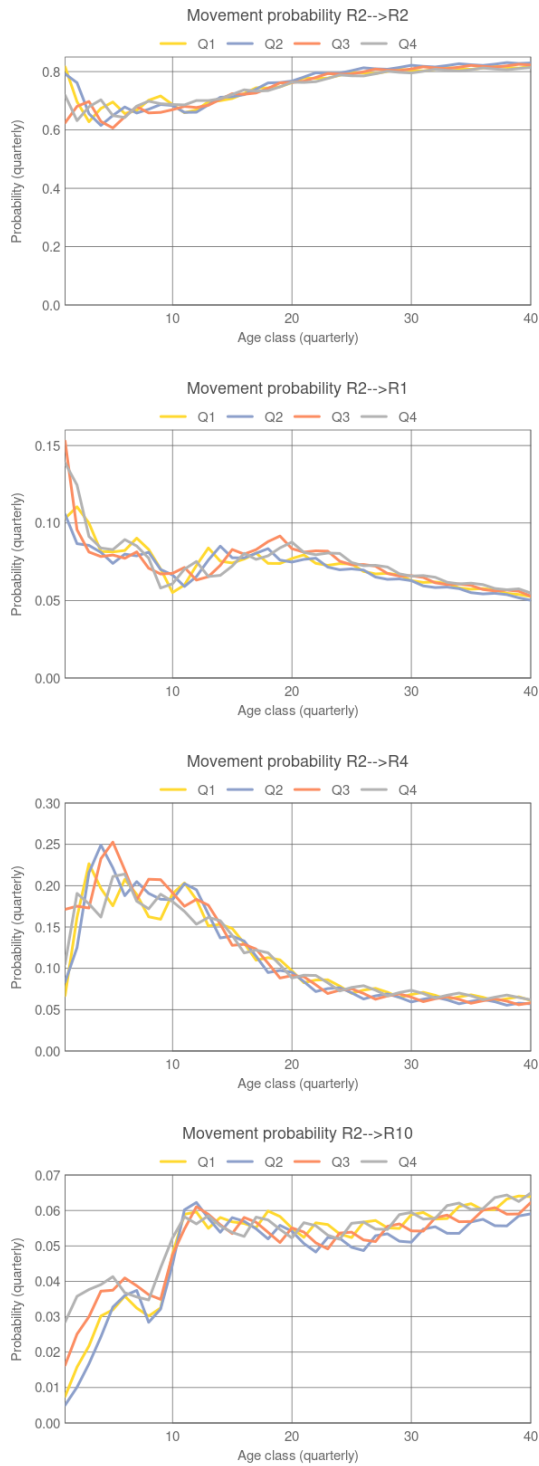 Movement probability R2-->R2
Q1 Q2 Q3 Q4
0.8
0.6
0.4
0.2
0.0
Probability (quarterly)
10 20 30 40
Age class (quarterly)
Movement probability R2-->R1
Q1 Q2 Q3 Q4
0.15
0.10
0.05
0.00
Probability (quarterly)
10 20 30 40
Age class (quarterly)
Movement probability R2-->R4
Q1 Q2 Q3 Q4
0.30
0.25
0.20
0.15
0.10
0.05
0.00
Probability (quarterly)
10 20 30 40
Age class (quarterly)
Movement probability R2-->R10
Q1 Q2 Q3 Q4
0.07
0.06
0.05
0.04
0.03
0.02
0.01
0.00
Probability (quarterly)
10 20 30 40
Age class (quarterly)